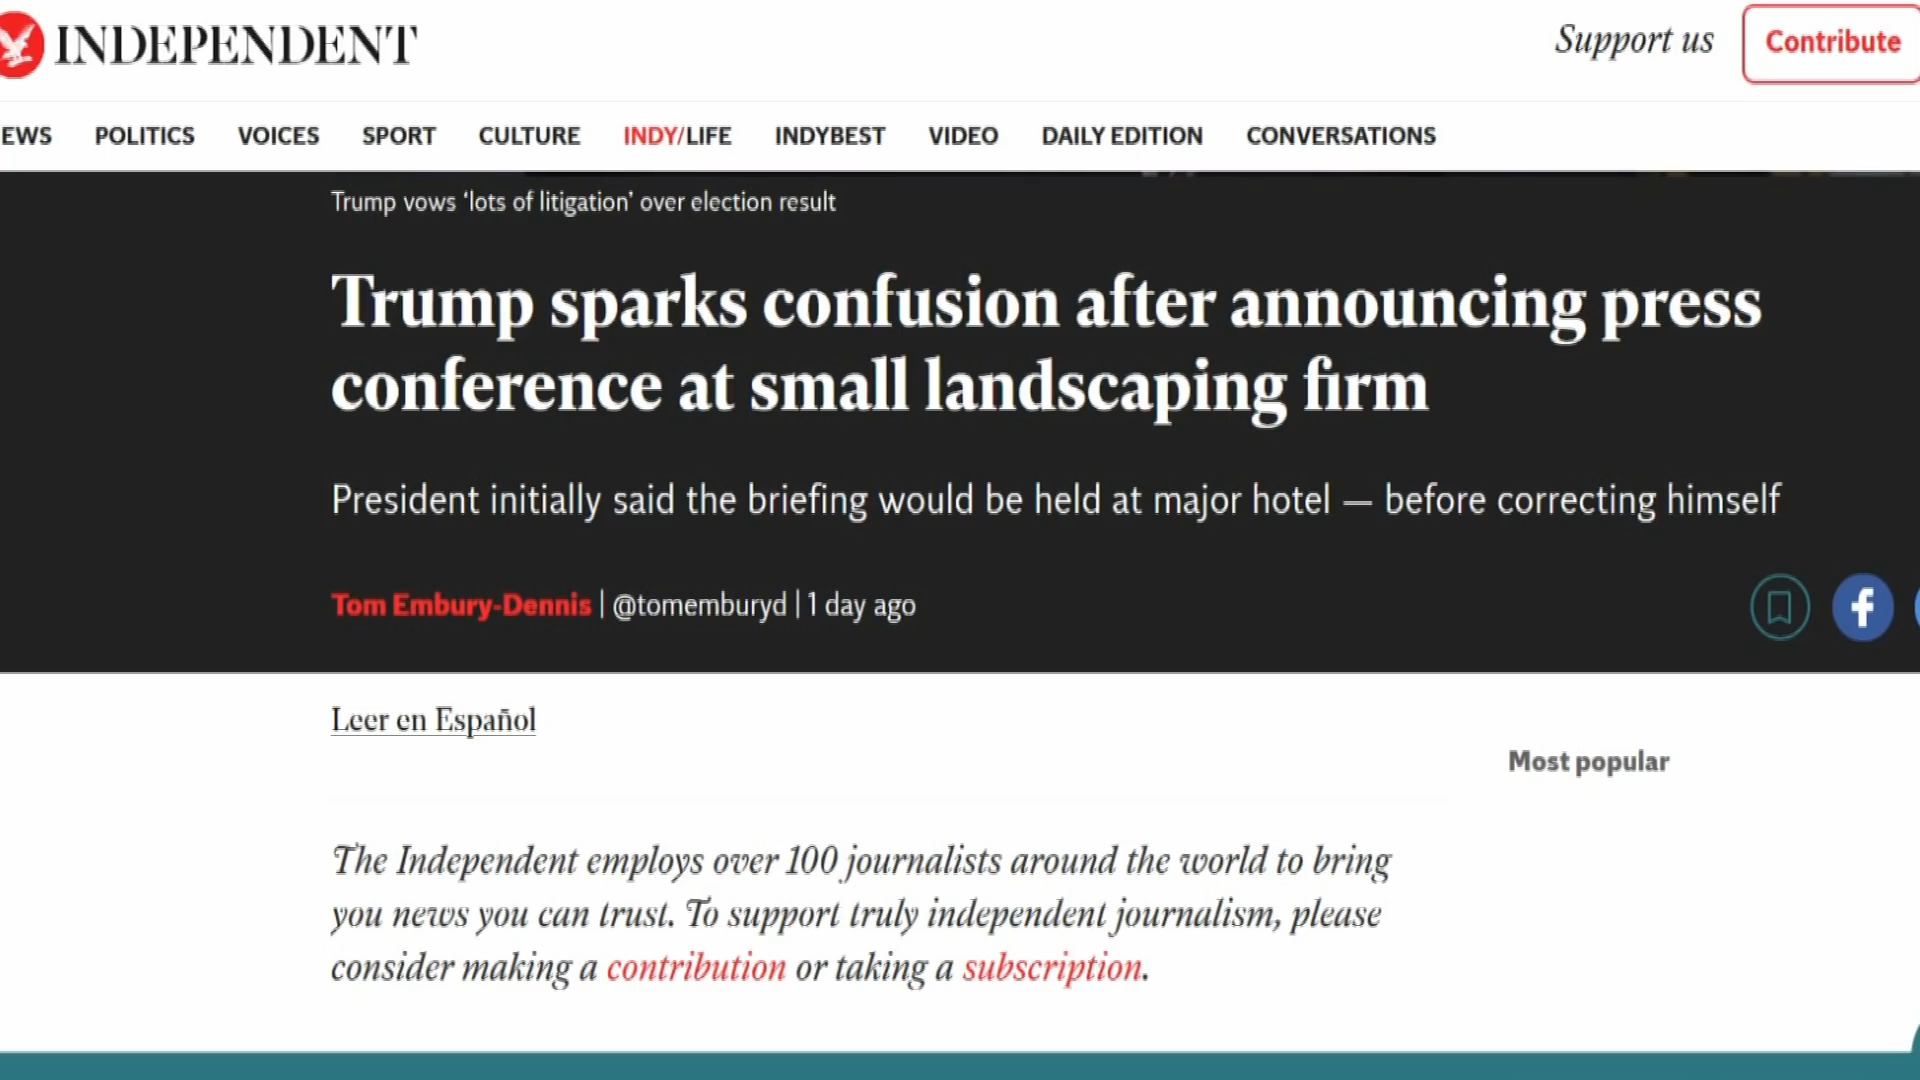 INDEPENDENT
Support us
Contribute
EWS POLITICS VOICES SPORT CULTURE INDY/LIFE INDYBEST VIDEO DAILY EDITION CONVERSATIONS
Trump vows ‘lots of litigation’ over election result
Trump sparks confusion after announcing press
conference at small landscaping firm
President initially said the briefing would be held at major hotel — before correcting himself
Tom Embury-Dennis | @tomemburyd | 1 day ago
Leer en Español
Most popular
The Independent employs over 100 journalists around the world to bring
you news you can trust. To support truly independent journalism, please
consider making a contribution or taking a subscription.